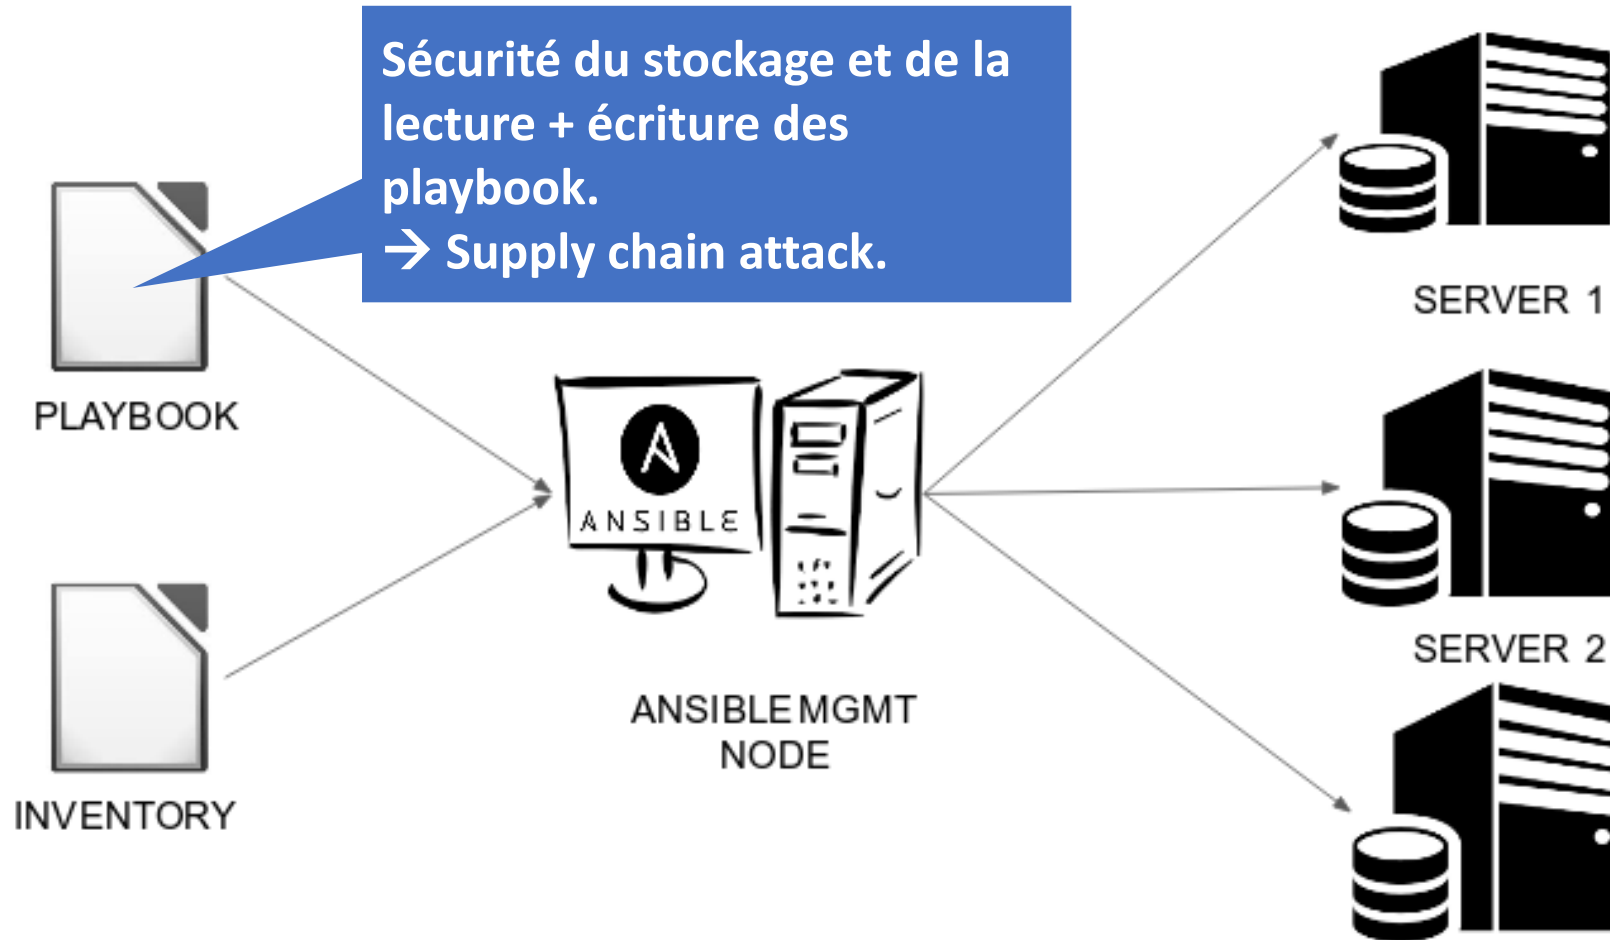 Sécurité du stockage et de la
lecture + écriture des
playbook.
→ Supply chain attack.
PLAYBOOK
INVENTORY
ANSIBLE
ANSIBLE MGMT
NODE
SERVER 1
SERVER 2